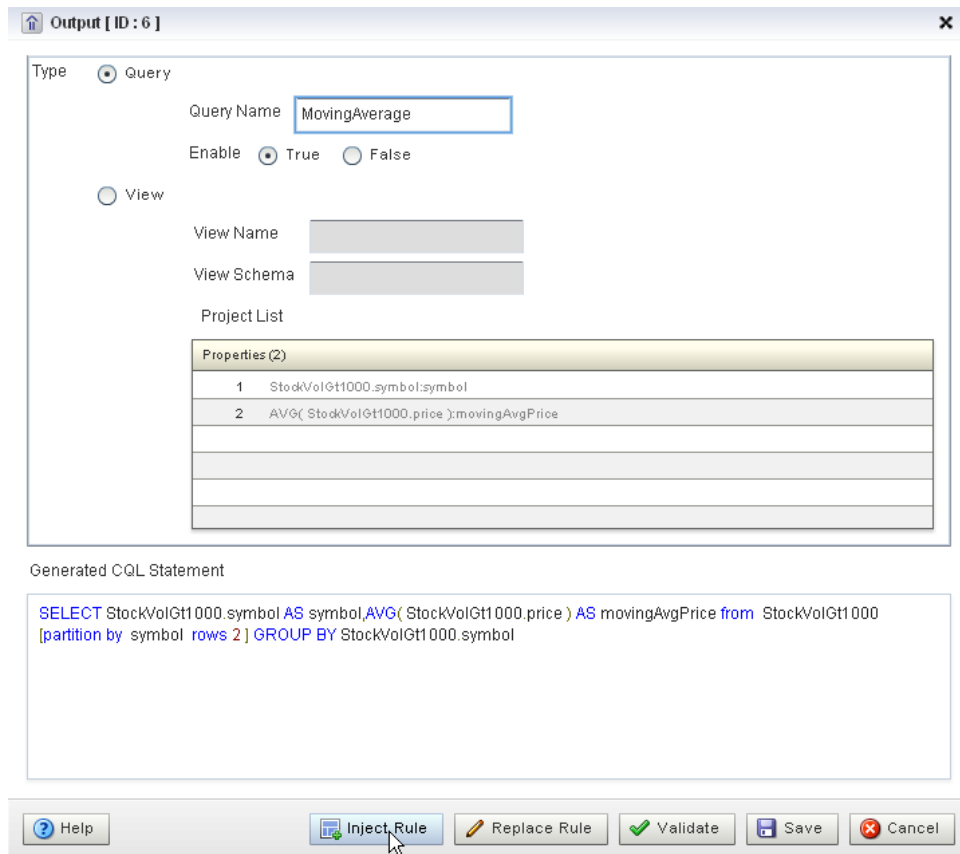 Output [ ID : 6 ]
Type Query
Query Name MovingAverage
Enable True False
View
View Name
View Schema
Project List
Properties (2)
1 StockVolGt1000.symbol:symbol
2 AVG( StockVolGt1000.price ):movingAvgPrice
Generated CQL Statement
SELECT StockVolGt1000.symbol AS symbol,AVG( StockVolGt1000.price ) AS movingAvgPrice from StockVolGt1000
[partition by symbol rows 2 ] GROUP BY StockVolGt1000.symbol
Help Inject Rule Replace Rule Validate Save Cancel